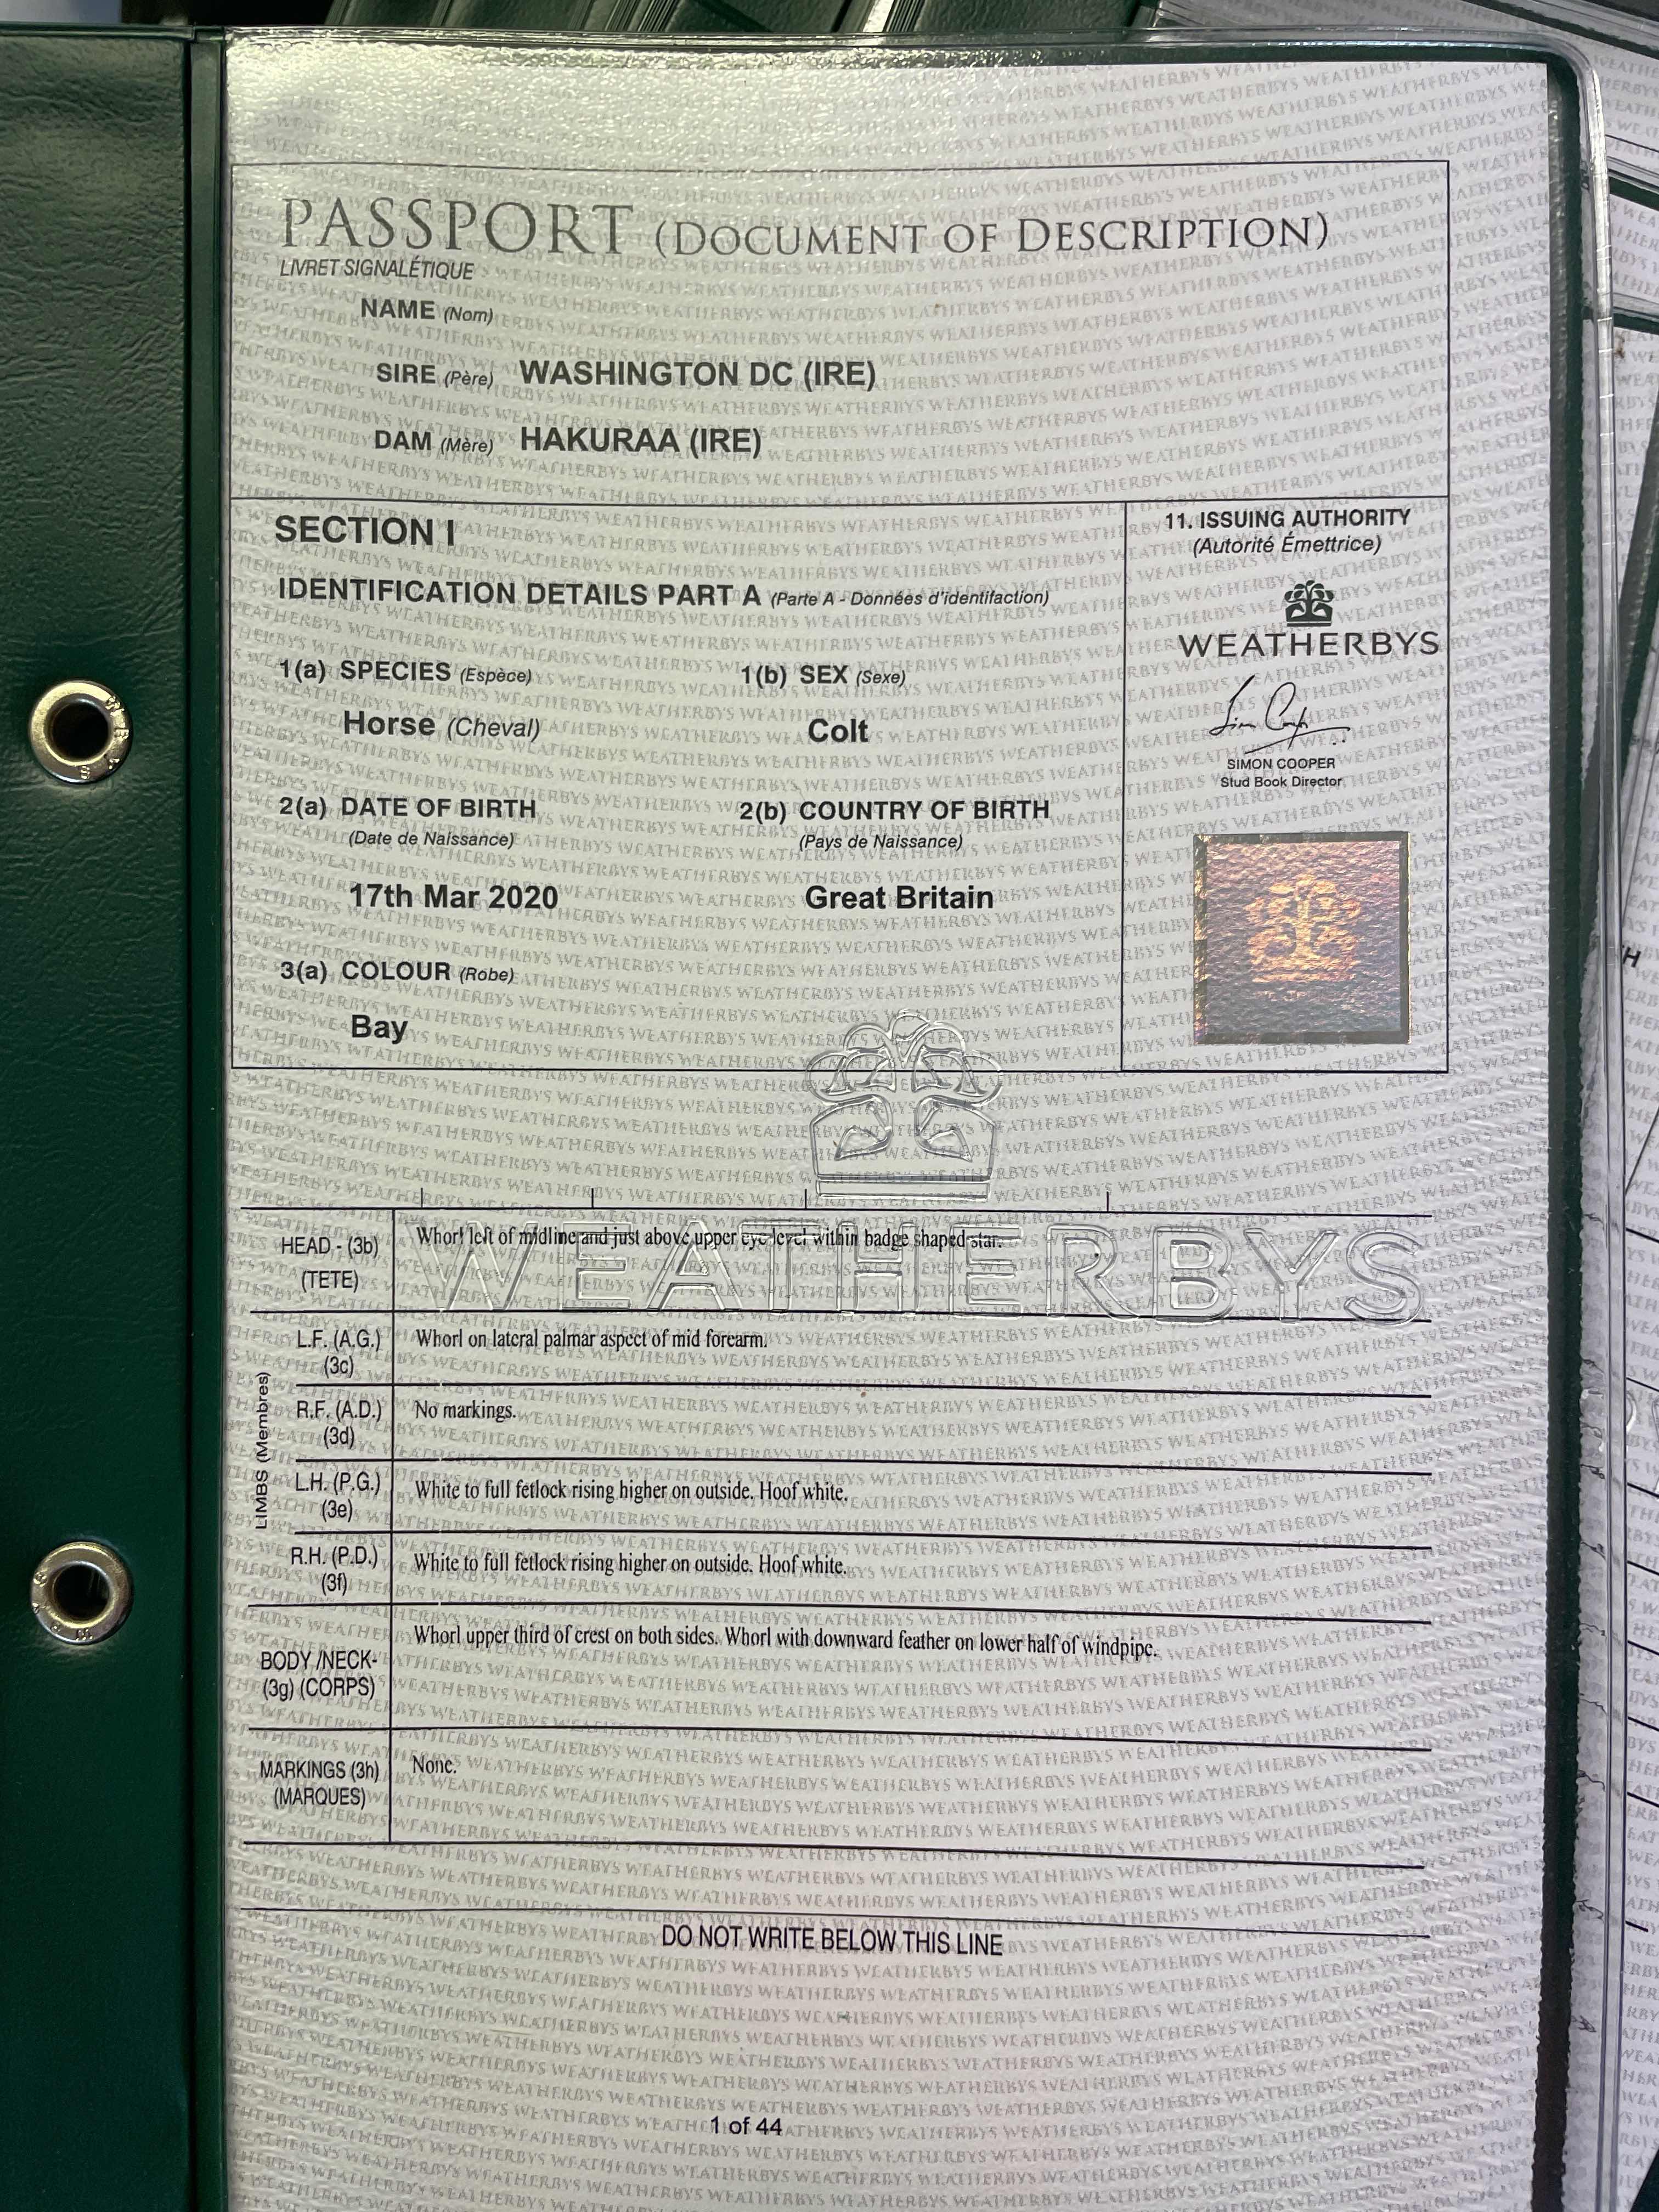 PASSPORT (DOCUMENT OF DESCRIPTION)
LIVRET SIGNALÉTIQUE
NAME (Nom)
SIRE (Père) WASHINGTON DC (IRE)
DAM (Mère) HAKURAA (IRE)
SECTION I
IDENTIFICATION DETAILS PART A (Parte A - Données d'identifaction)
1(a) SPECIES (Espèce) 1(b) SEX (Sexe)
Horse (Cheval) Colt
2(a) DATE OF BIRTH 2(b) COUNTRY OF BIRTH
(Date de Naissance) (Pays de Naissance)
17th Mar 2020 Great Britain
3(a) COLOUR (Robe)
Bay
11. ISSUING AUTHORITY
(Autorité Émettrice)
WEATHERBYS
SIMON COOPER
Stud Book Director
WEATHERBYS
HEAD - (3b) Whorl left of midline and just above upper eye level within badge shaped star.
(TETE)
LIMBS (Membres)
L.F. (A.G.) Whorl on lateral palmar aspect of mid forearm.
(3c)
R.F. (A.D.) No markings.
(3d)
L.H. (P.G.) White to full fetlock rising higher on outside. Hoof white.
(3e)
R.H. (P.D.) White to full fetlock rising higher on outside. Hoof white.
(3f)
Whorl upper third of crest on both sides. Whorl with downward feather on lower half of windpipe.
BODY /NECK-
(3g) (CORPS)
MARKINGS (3h) None.
(MARQUES)
DO NOT WRITE BELOW THIS LINE
1 of 44